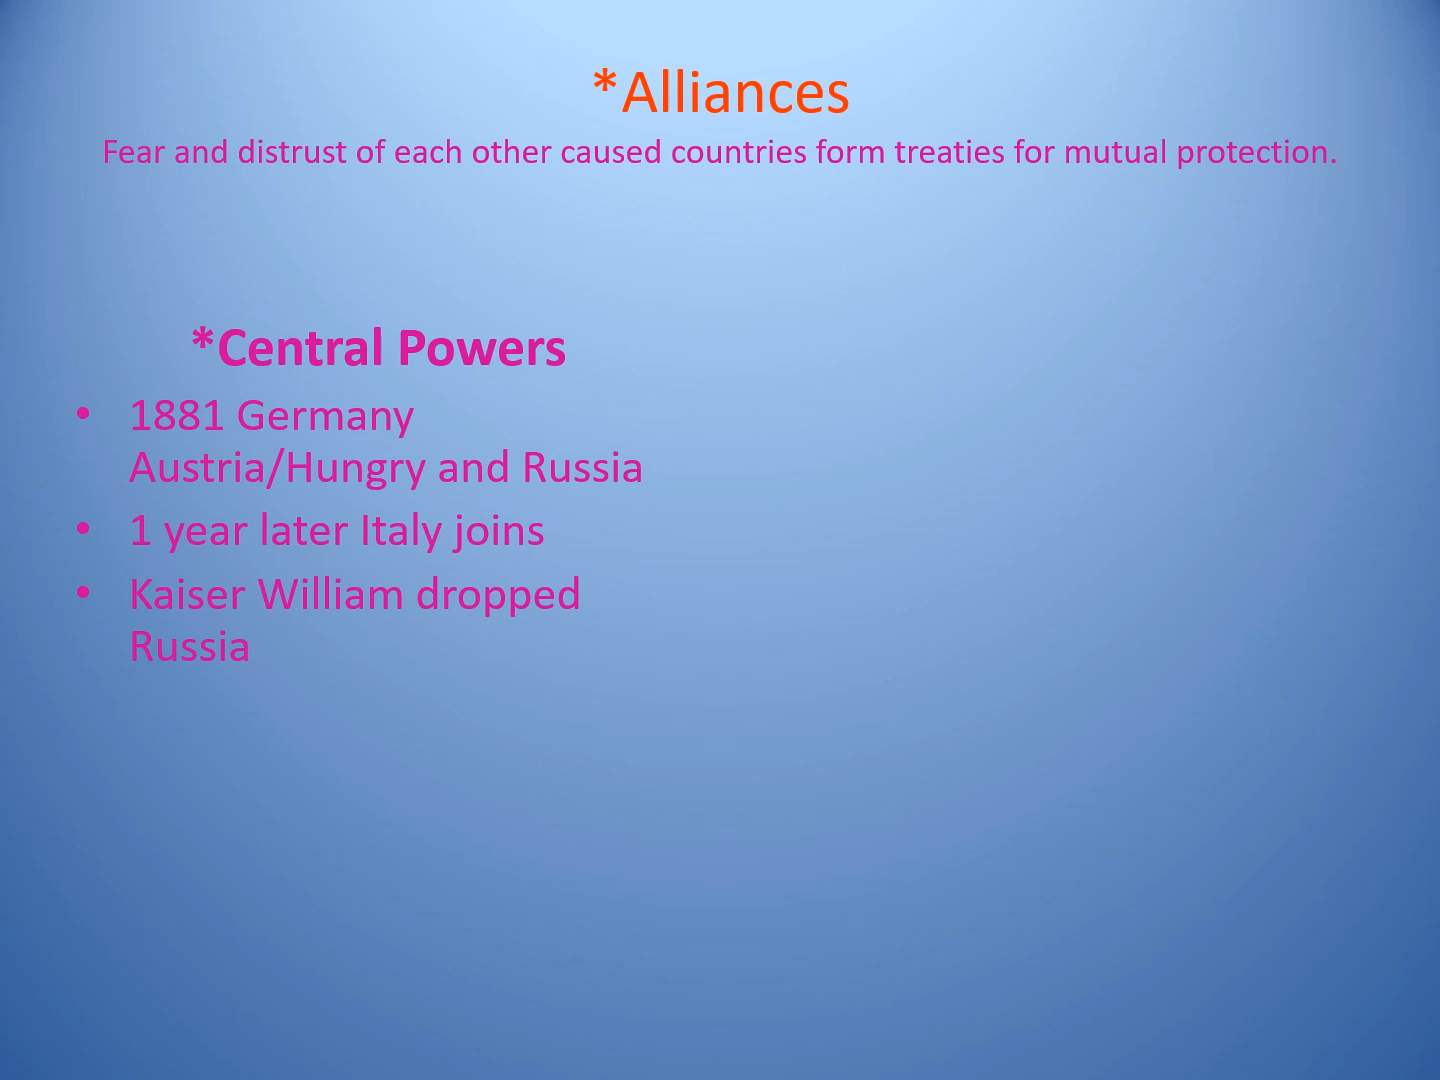 *Alliances
Fear and distrust of each other caused countries form treaties for mutual protection.
*Central Powers
• 1881 Germany
Austria/Hungry and Russia
• 1 year later Italy joins
• Kaiser William dropped
Russia